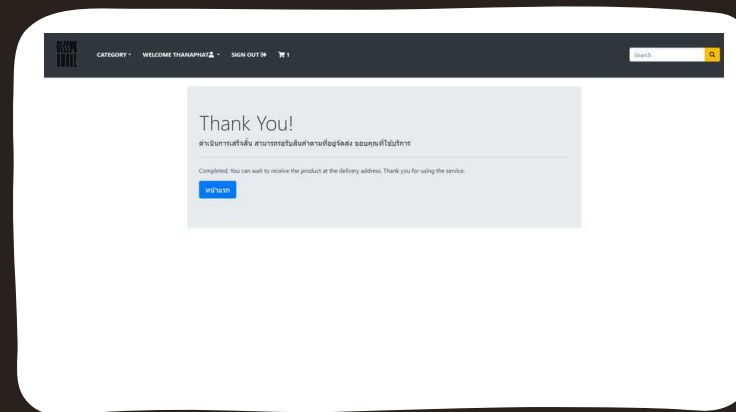 CATEGORY
WELCOME THANAPHAT
SIGN OUT
1
Search
Thank You!
ดำเนินการเสร็จสิ้น สามารถรอรับสินค้าตามที่อยู่จัดส่ง ขอบคุณที่ใช้บริการ
Completed. You can wait to receive the product at the delivery address. Thank you for using the service.
หน้าแรก